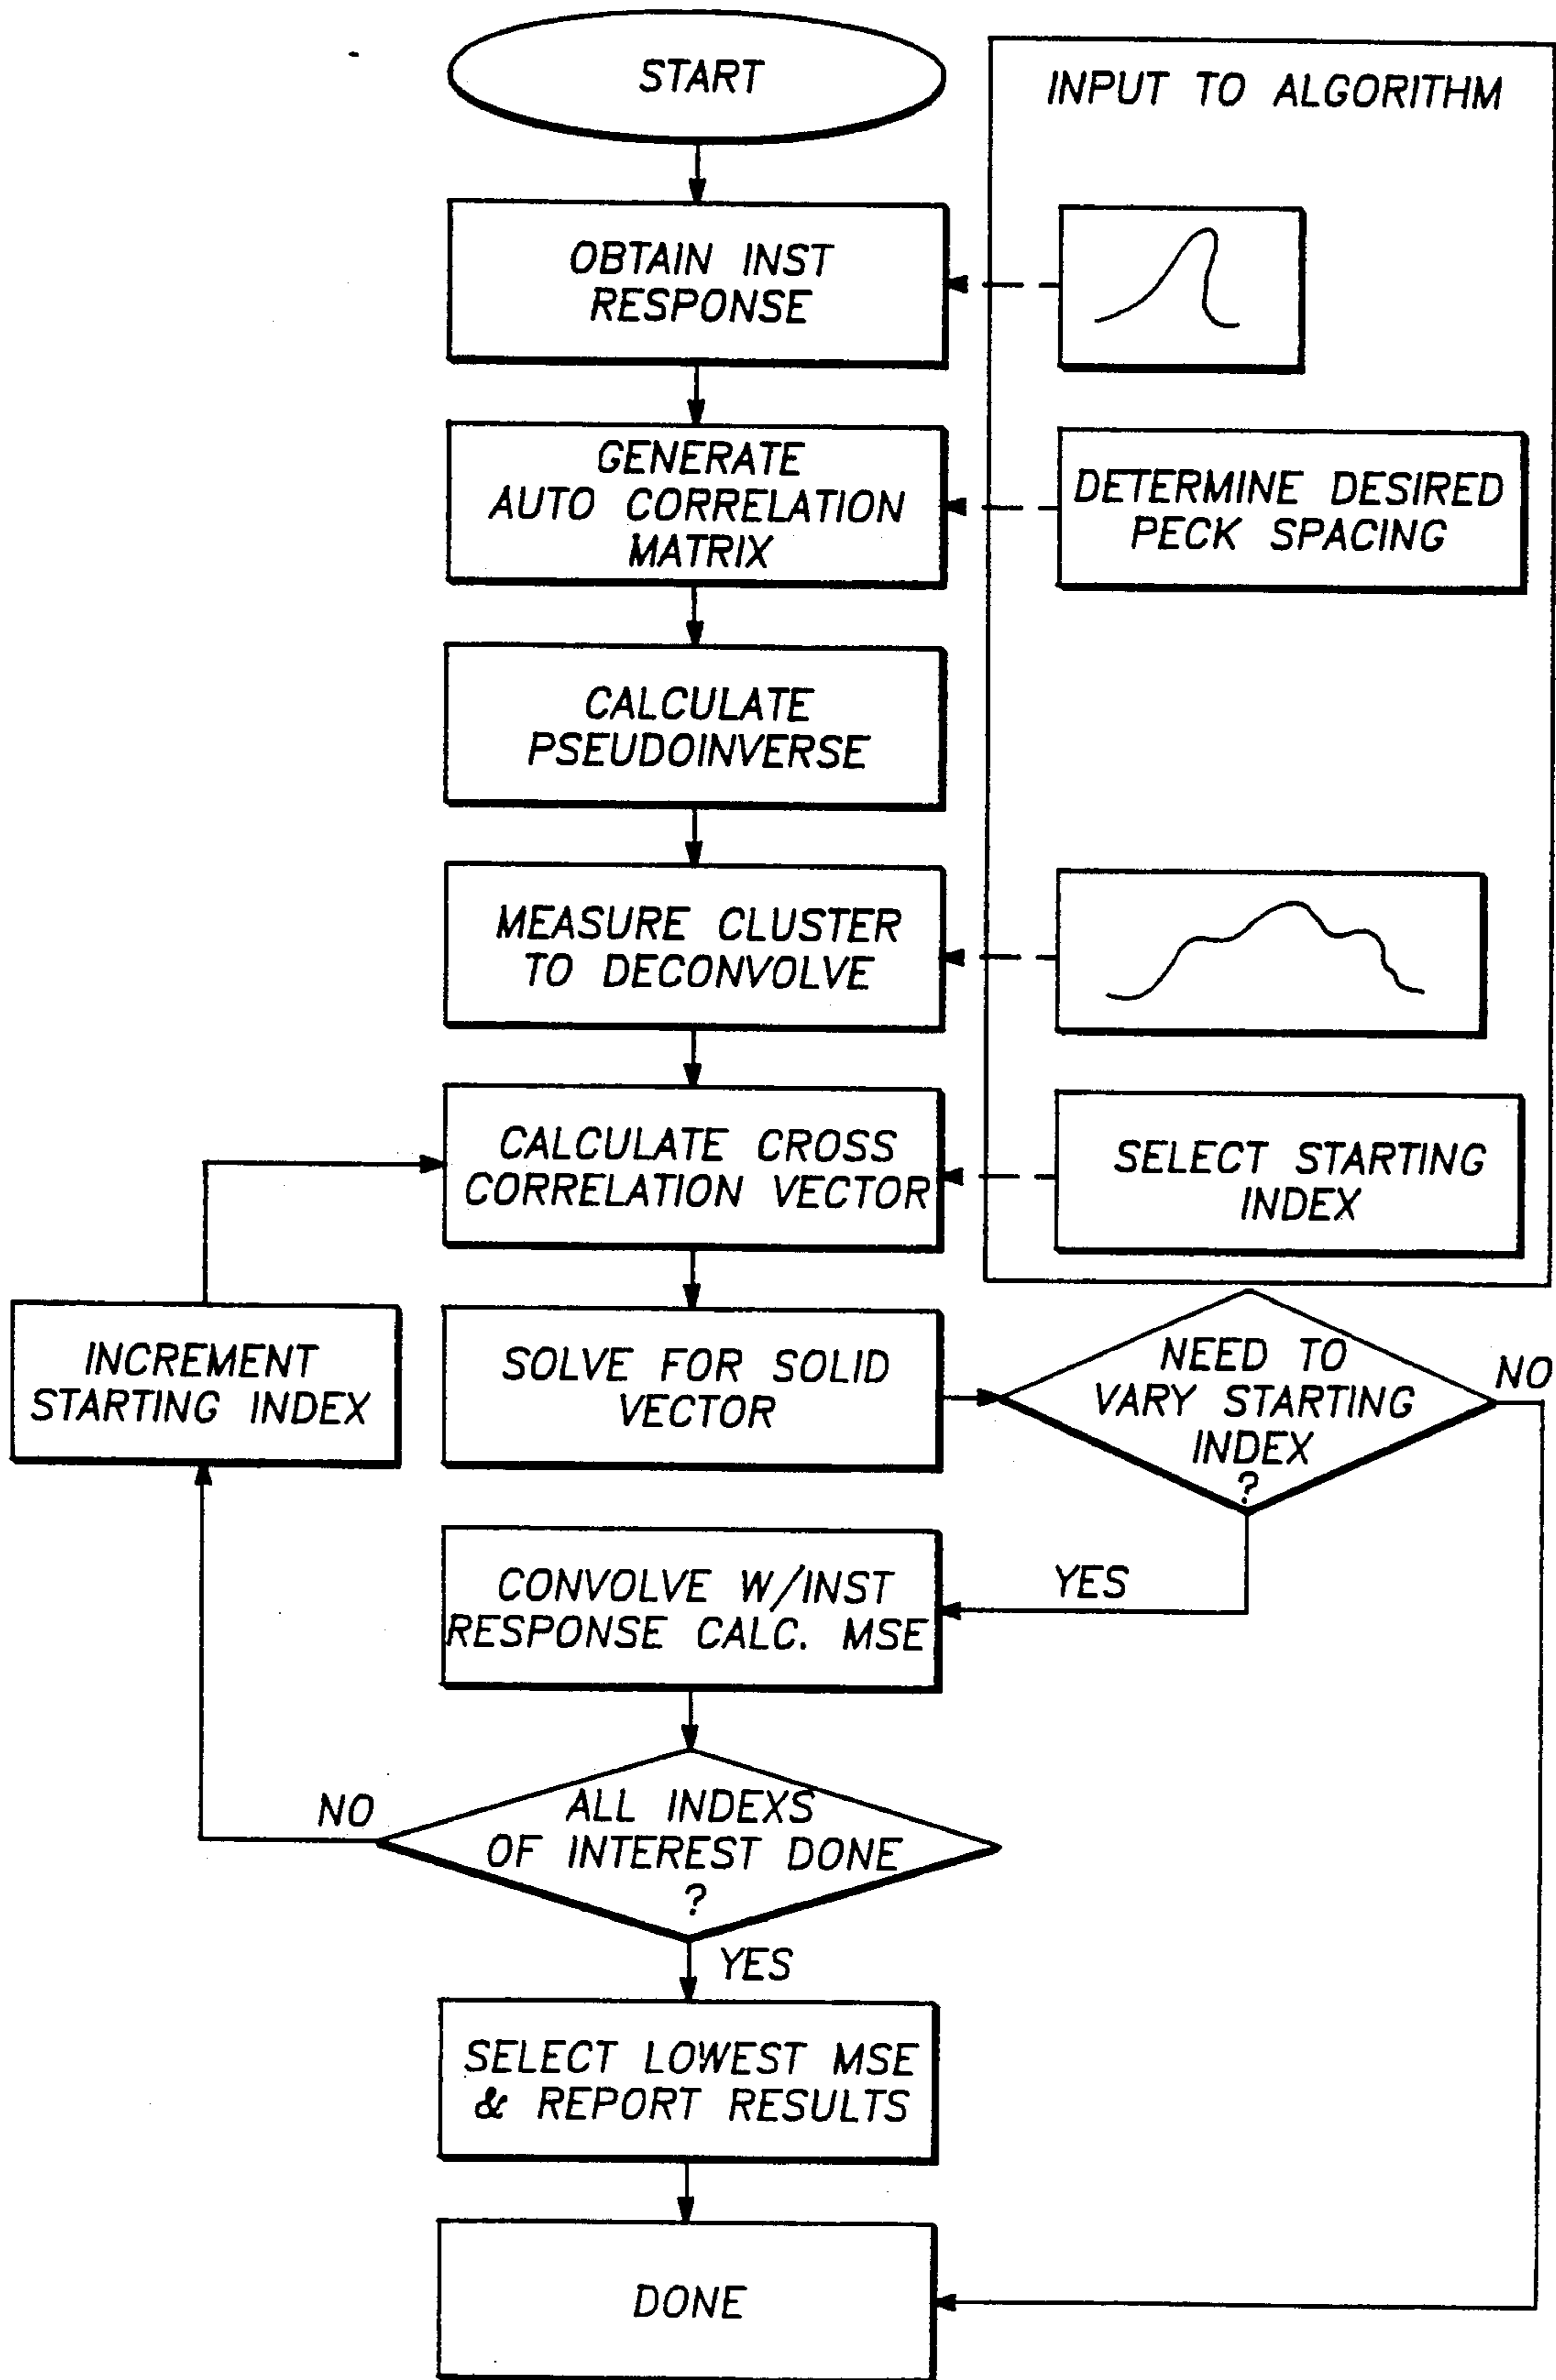 START
INPUT TO ALGORITHM
OBTAIN INST
RESPONSE
GENERATE
AUTO CORRELATION
MATRIX
DETERMINE DESIRED
PECK SPACING
CALCULATE
PSEUDOINVERSE
MEASURE CLUSTER
TO DECONVOLVE
CALCULATE CROSS
CORRELATION VECTOR
SELECT STARTING
INDEX
INCREMENT
STARTING INDEX
SOLVE FOR SOLID
VECTOR
NEED TO
VARY STARTING
INDEX
?
NO
YES
CONVOLVE W/INST
RESPONSE CALC. MSE
ALL INDEXS
OF INTEREST DONE
?
NO
YES
SELECT LOWEST MSE
& REPORT RESULTS
DONE